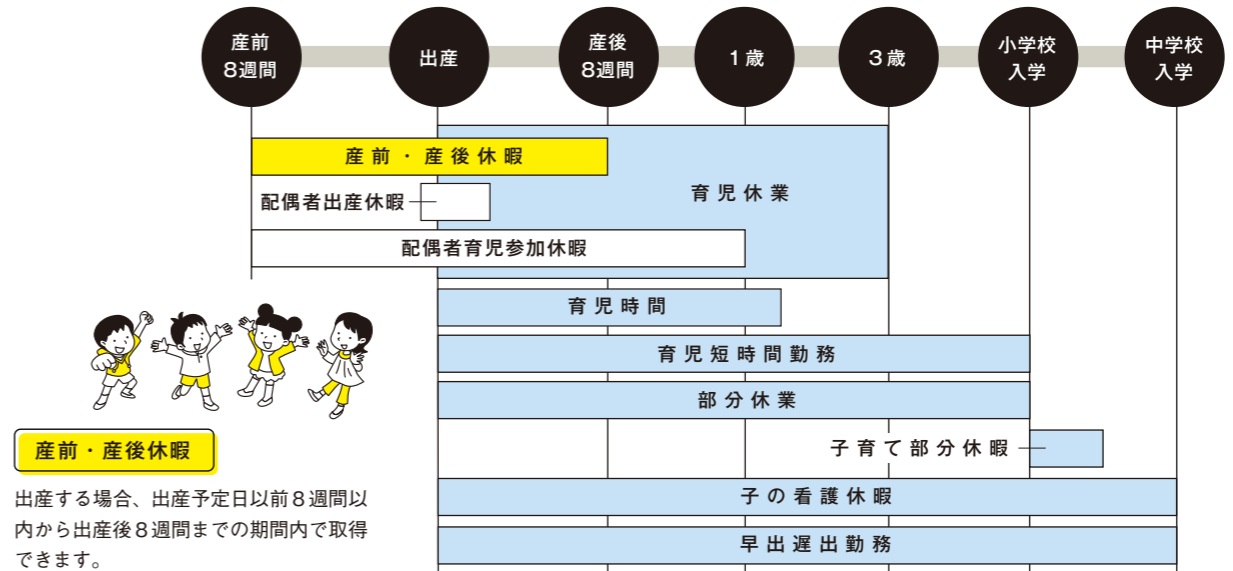 産前
8週間
出産
産後
8週間
1歳
3歳
小学校
入学
中学校
入学
産前・産後休暇
育児休業
配偶者出産休暇
配偶者育児参加休暇
育児時間
育児短時間勤務
部分休業
子育て部分休暇
子の看護休暇
早出遅出勤務
産前・産後休暇
出産する場合、出産予定日以前8週間以
内から出産後8週間までの期間内で取得
できます。